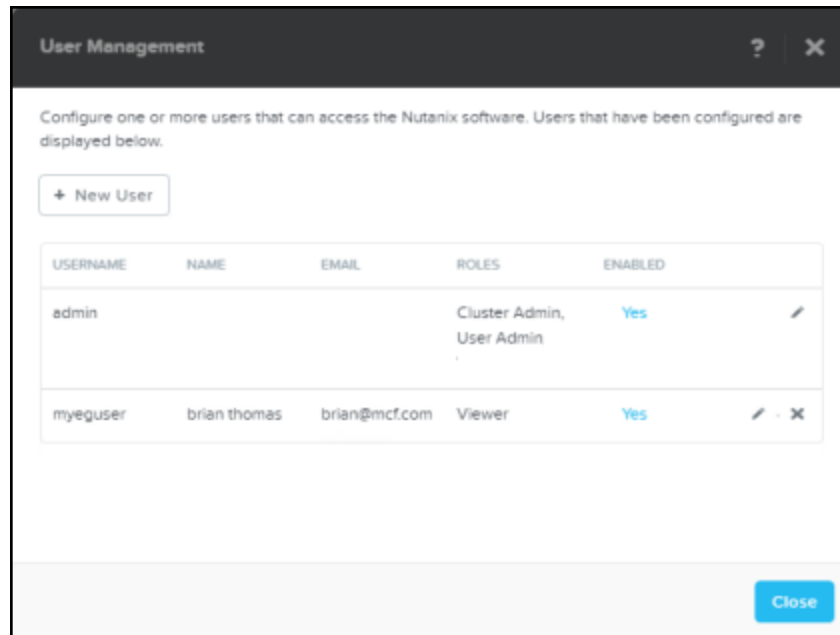 User Management
?
Configure one or more users that can access the Nutanix software. Users that have been configured are
displayed below.
+ New User
USERNAME NAME EMAIL ROLES ENABLED
admin Cluster Admin, Yes
User Admin
myeguser brian thomas brian@mcf.com Viewer Yes
Close